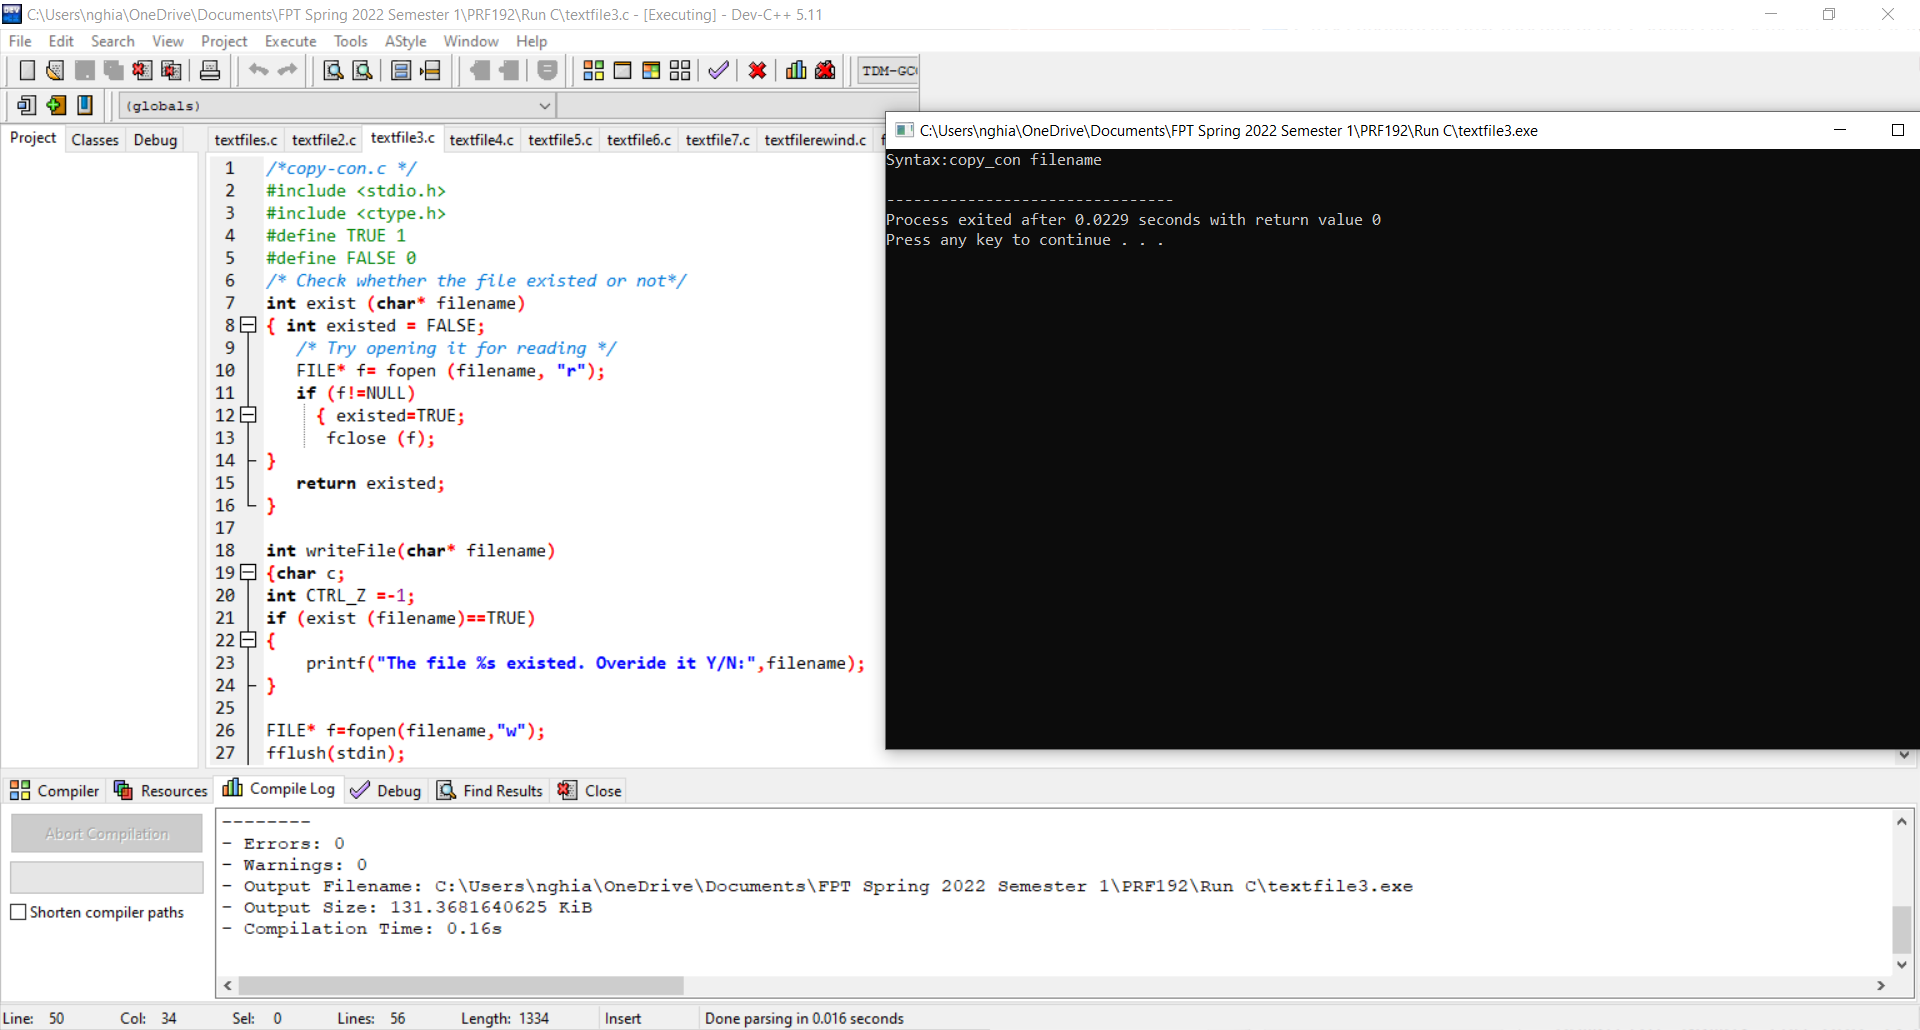 C:\Users\nghia\OneDrive\Documents\FPT Spring 2022 Semester 1\PRF192\Run C\textfile3.c - [Executing] - Dev-C++ 5.11
File Edit Search View Project Execute Tools AStyle Window Help
TDM-GC
(globals)
Project Classes Debug
textfiles.c textfile2.c textfile3.c textfile4.c textfile5.c textfile6.c textfile7.c textfilerewind.c
1 /*copy-con.c */
2 #include <stdio.h>
3 #include <ctype.h>
4 #define TRUE 1
5 #define FALSE 0
6 /* Check whether the file existed or not*/
7 int exist (char* filename)
8 { int existed = FALSE;
9 /* Try opening it for reading */
10 FILE* f= fopen (filename, "r");
11 if (f!=NULL)
12 { existed=TRUE;
13 fclose (f);
14 }
15 return existed;
16 }
17
18 int writeFile(char* filename)
19 {char c;
20 int CTRL_Z =-1;
21 if (exist (filename)==TRUE)
22 {
23 printf("The file %s existed. Overide it Y/N:",filename);
24 }
25
26 FILE* f=fopen(filename,"w");
27 fflush(stdin);
C:\Users\nghia\OneDrive\Documents\FPT Spring 2022 Semester 1\PRF192\Run C\textfile3.exe
Syntax:copy_con filename
--------------------------------
Process exited after 0.0229 seconds with return value 0
Press any key to continue . . .
Compiler Resources Compile Log Debug Find Results Close
Abort Compilation
Shorten compiler paths
--------
- Errors: 0
- Warnings: 0
- Output Filename: C:\Users\nghia\OneDrive\Documents\FPT Spring 2022 Semester 1\PRF192\Run C\textfile3.exe
- Output Size: 131.3681640625 KiB
- Compilation Time: 0.16s
Line: 50 Col: 34 Sel: 0 Lines: 56 Length: 1334 Insert Done parsing in 0.016 seconds